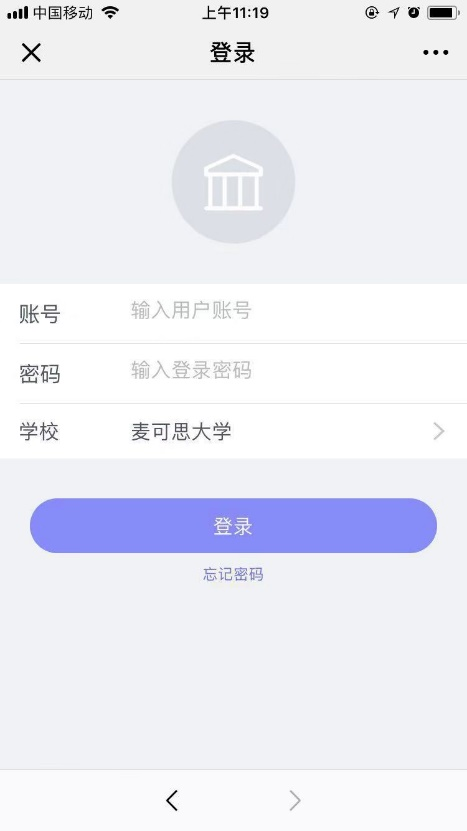 中国移动 上午11:19
登录
账号 输入用户账号
密码 输入登录密码
学校 麦可思大学
登录
忘记密码